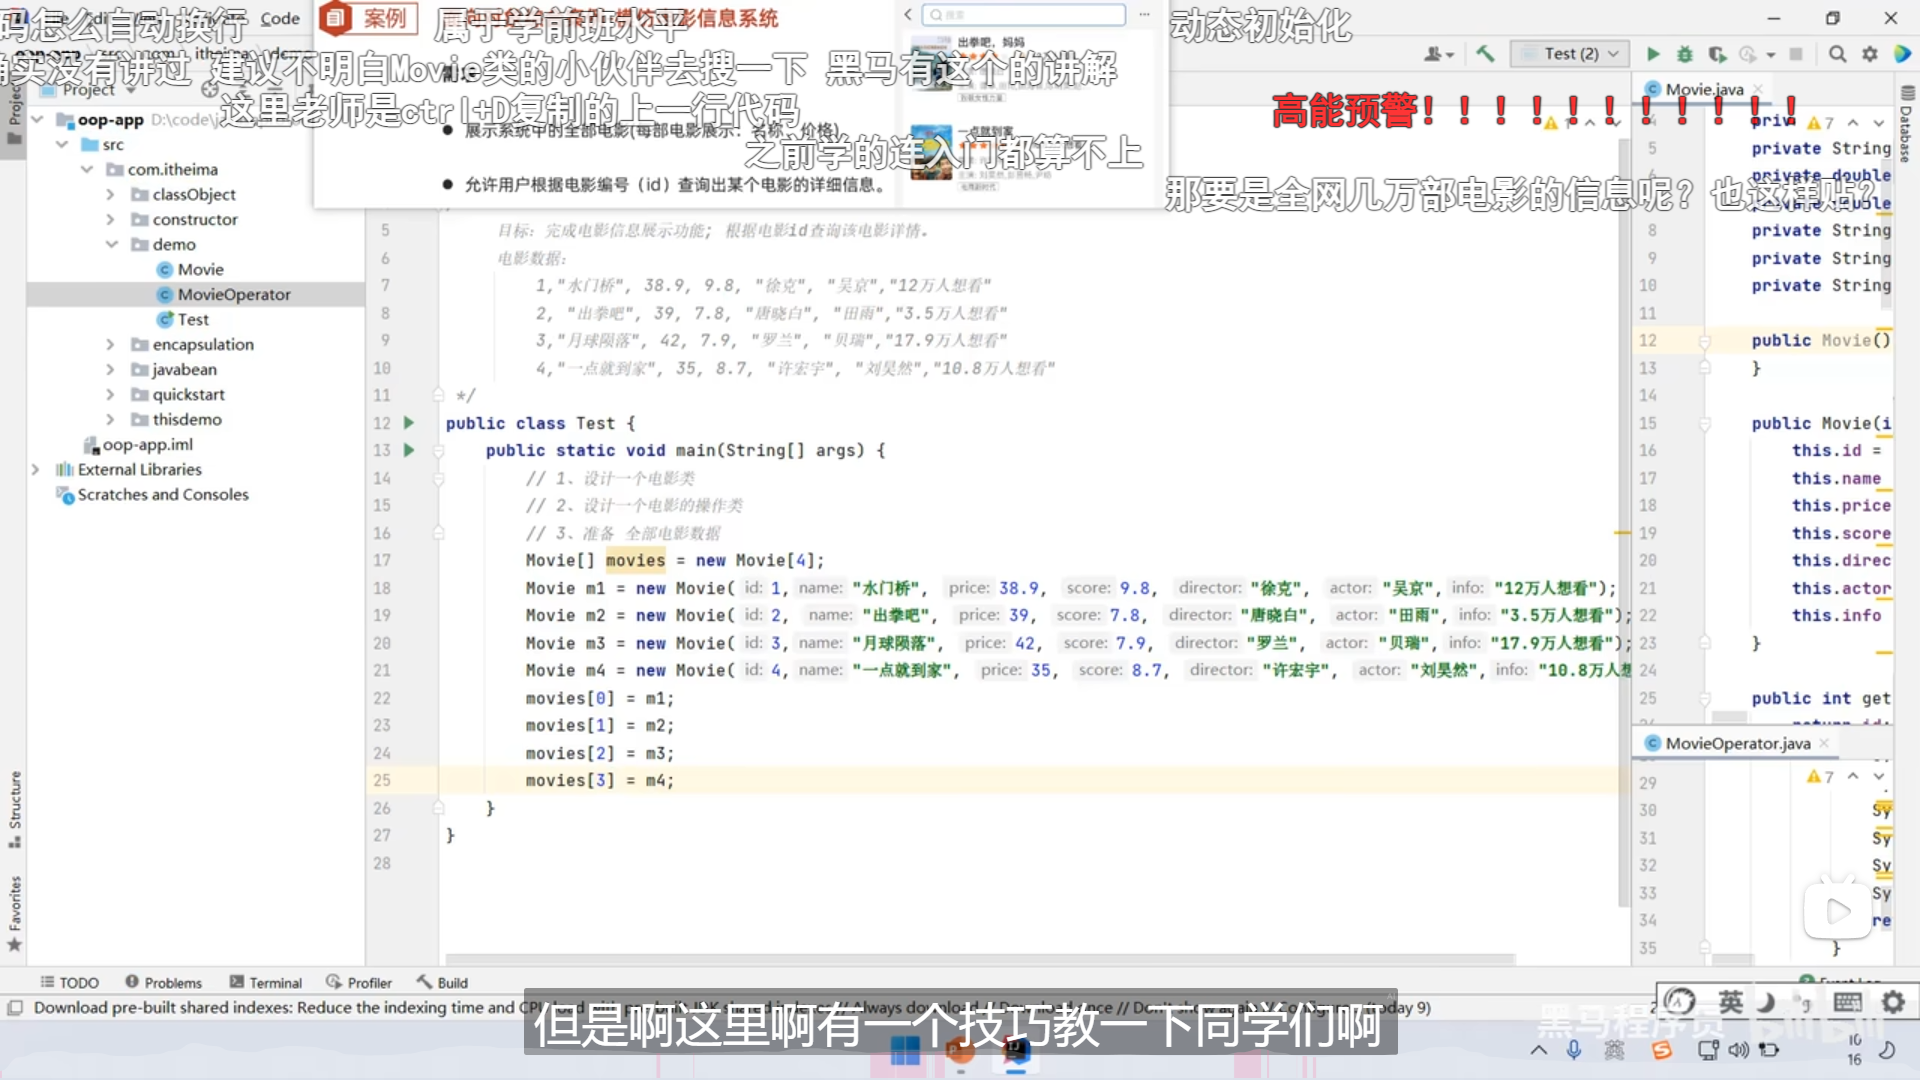 码怎么自动换行
属于学前班水平
动态初始化
建议不明白Movie类的小伙伴去搜一下
黑马有这个的讲解
这里老师是ctrl+D复制的上一行代码
高能预警!!!!!!!!!!!
之前学的连入门都算不上
那要是全网几万部电影的信息呢?也这样贴?
案例
Code
● 展示系统中的全部电影(每部电影展示：名称、价格)
● 允许用户根据电影编号（id）查询出某个电影的详细信息。
出拳吧，妈妈
一点就到家
Test (2)
Project
oop-app
src
com.itheima
classObject
constructor
demo
Movie
MovieOperator
Test
encapsulation
javabean
quickstart
thisdemo
oop-app.iml
External Libraries
Scratches and Consoles
Structure
Favorites
Database
5 目标：完成电影信息展示功能; 根据电影id查询该电影详情。
6 电影数据：
7 1,"水门桥", 38.9, 9.8, "徐克", "吴京","12万人想看"
8 2, "出拳吧", 39, 7.8, "唐晓白", "田雨","3.5万人想看"
9 3,"月球陨落", 42, 7.9, "罗兰", "贝瑞","17.9万人想看"
10 4,"一点就到家", 35, 8.7, "许宏宇", "刘昊然","10.8万人想看"
11 */
12 public class Test {
13 public static void main(String[] args) {
14 // 1、设计一个电影类
15 // 2、设计一个电影的操作类
16 // 3、准备 全部电影数据
17 Movie[] movies = new Movie[4];
18 Movie m1 = new Movie( id: 1, name: "水门桥", price: 38.9, score: 9.8, director: "徐克", actor: "吴京", info: "12万人想看");
19 Movie m2 = new Movie( id: 2, name: "出拳吧", price: 39, score: 7.8, director: "唐晓白", actor: "田雨", info: "3.5万人想看");
20 Movie m3 = new Movie( id: 3, name: "月球陨落", price: 42, score: 7.9, director: "罗兰", actor: "贝瑞", info: "17.9万人想看");
21 Movie m4 = new Movie( id: 4, name: "一点就到家", price: 35, score: 8.7, director: "许宏宇", actor: "刘昊然", info: "10.8万人想
22 movies[0] = m1;
23 movies[1] = m2;
24 movies[2] = m3;
25 movies[3] = m4;
26 }
27 }
28
Movie.java
7
5 private String
private double
8 private String
9 private String
10 private String
11
12 public Movie()
13 }
14
15 public Movie(i
16 this.id =
17 this.name
18 this.price
19 this.score
20 this.direc
21 this.actor
22 this.info
23 }
24
25 public int get
MovieOperator.java
7
29
30 Sy
31 Sy
32 Sy
33 Sy
34 re
35 }
TODO Problems Terminal Profiler Build
Download pre-built shared indexes: Reduce the indexing time and
但是啊这里啊有一个技巧教一下同学们啊
黑马程序员
bilibili
英
10
16